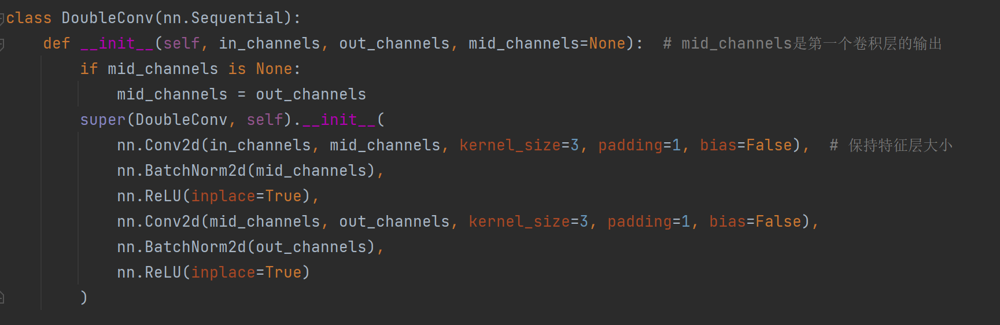 class DoubleConv(nn.Sequential):
    def __init__(self, in_channels, out_channels, mid_channels=None):  # mid_channels是第一个卷积层的输出
        if mid_channels is None:
            mid_channels = out_channels
        super(DoubleConv, self).__init__(
            nn.Conv2d(in_channels, mid_channels, kernel_size=3, padding=1, bias=False),  # 保持特征层大小
            nn.BatchNorm2d(mid_channels),
            nn.ReLU(inplace=True),
            nn.Conv2d(mid_channels, out_channels, kernel_size=3, padding=1, bias=False),
            nn.BatchNorm2d(out_channels),
            nn.ReLU(inplace=True)
        )